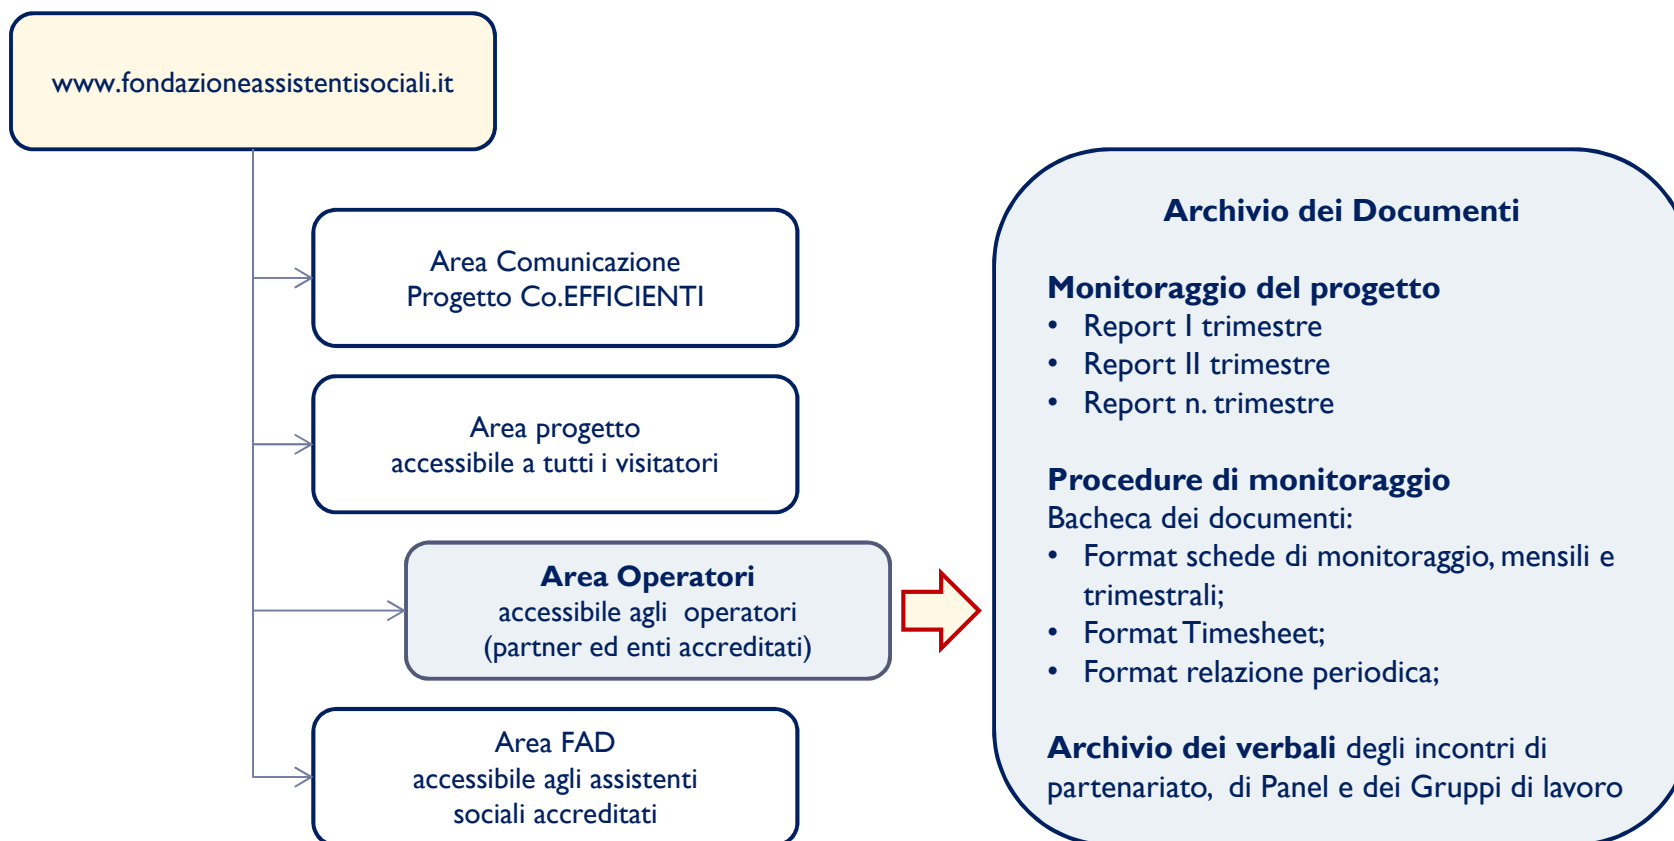 www.fondazioneassistentisociali.it
Area Comunicazione
Progetto Co.EFFICIENTI
Area progetto
accessibile a tutti i visitatori
Area Operatori
accessibile agli operatori
(partner ed enti accreditati)
Area FAD
accessibile agli assistenti
sociali accreditati
Archivio dei Documenti
Monitoraggio del progetto
• Report I trimestre
• Report II trimestre
• Report n. trimestre
Procedure di monitoraggio
Bacheca dei documenti:
• Format schede di monitoraggio, mensili e
trimestrali;
• Format Timesheet;
• Format relazione periodica;
Archivio dei verbali degli incontri di
partenariato, di Panel e dei Gruppi di lavoro